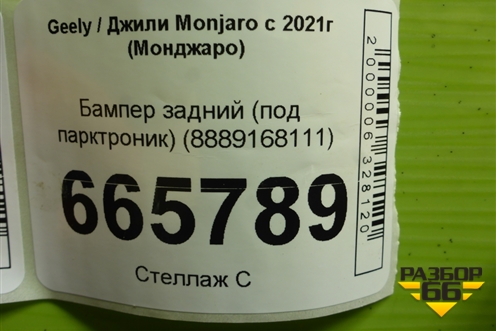 Geely / Джили Monjaro с 2021г
(Монджаро)
Бампер задний (под
парктроник) (8889168111)
665789
Стеллаж С
2000006328120
РАЗБОР
66